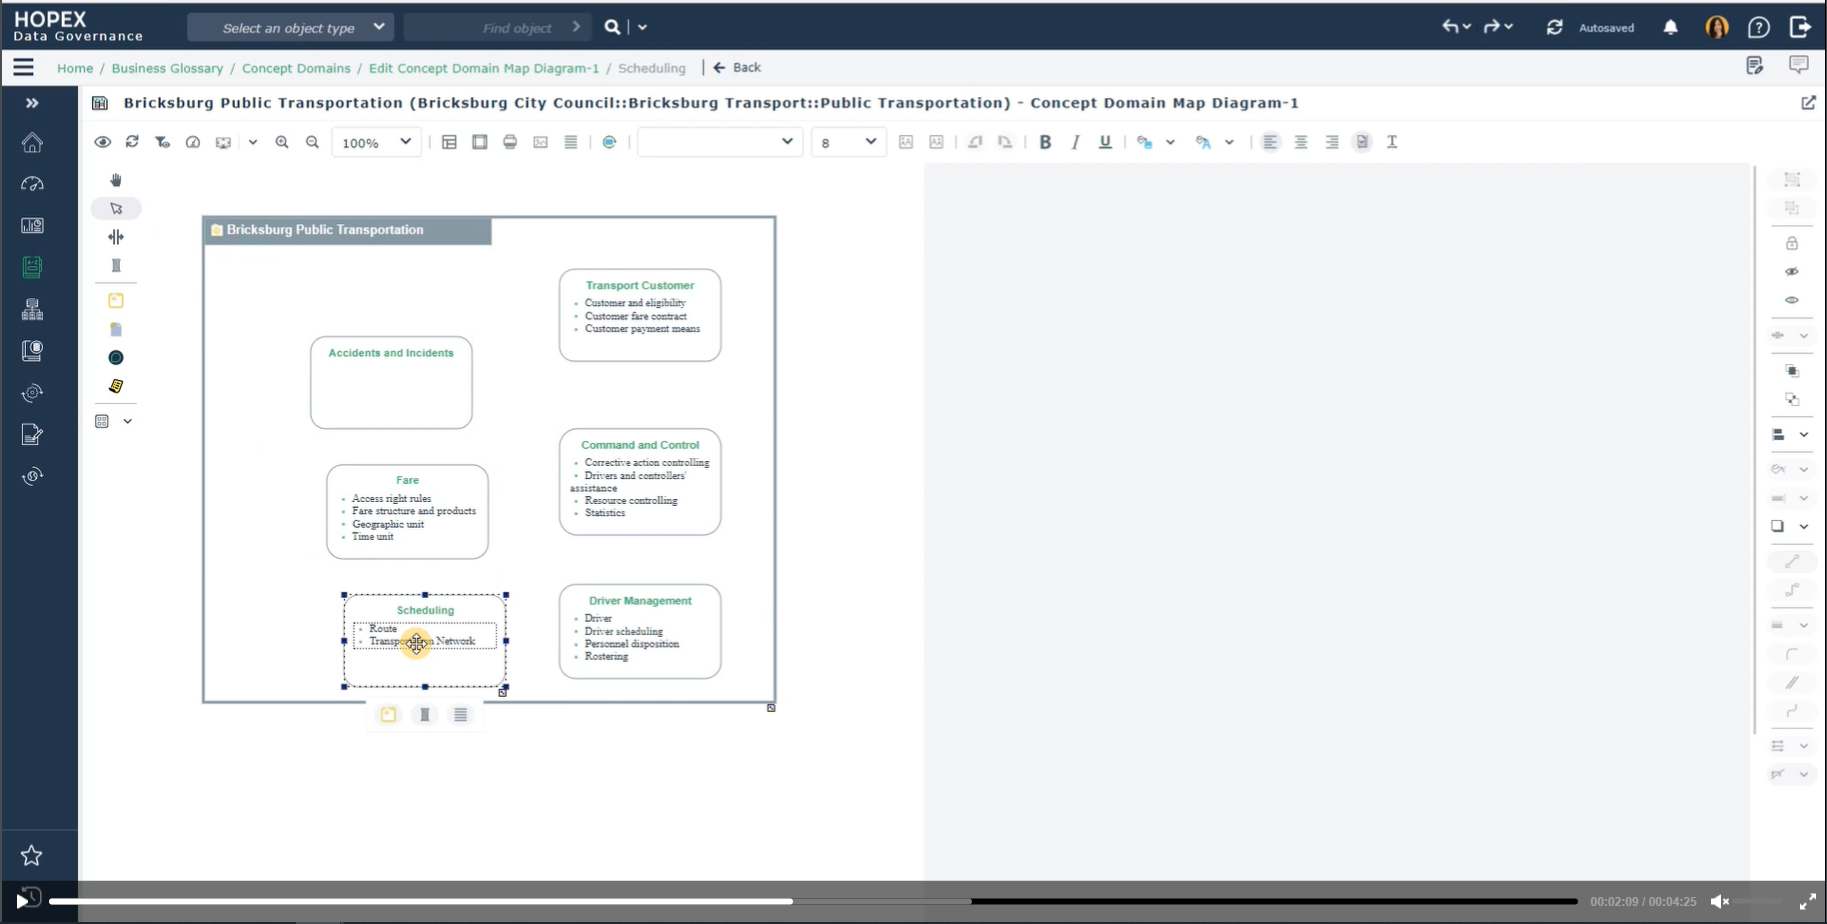 HOPEX
Data Governance
Select an object type
Find object
Autosaved
Home / Business Glossary / Concept Domains / Edit Concept Domain Map Diagram-1 / Scheduling
Back
Bricksburg Public Transportation (Bricksburg City Council::Bricksburg Transport::Public Transportation) - Concept Domain Map Diagram-1
100%
8
B I U
Bricksburg Public Transportation
Transport Customer
Customer and eligibility
Customer fare contract
Customer payment means
Accidents and Incidents
Command and Control
Corrective action controlling
Drivers and controllers'
assistance
Resource controlling
Statistics
Fare
Access right rules
Fare structure and products
Geographic unit
Time unit
Scheduling
Route
Transportation Network
Driver Management
Driver
Driver scheduling
Personnel disposition
Rostering
00:02:09 / 00:04:25